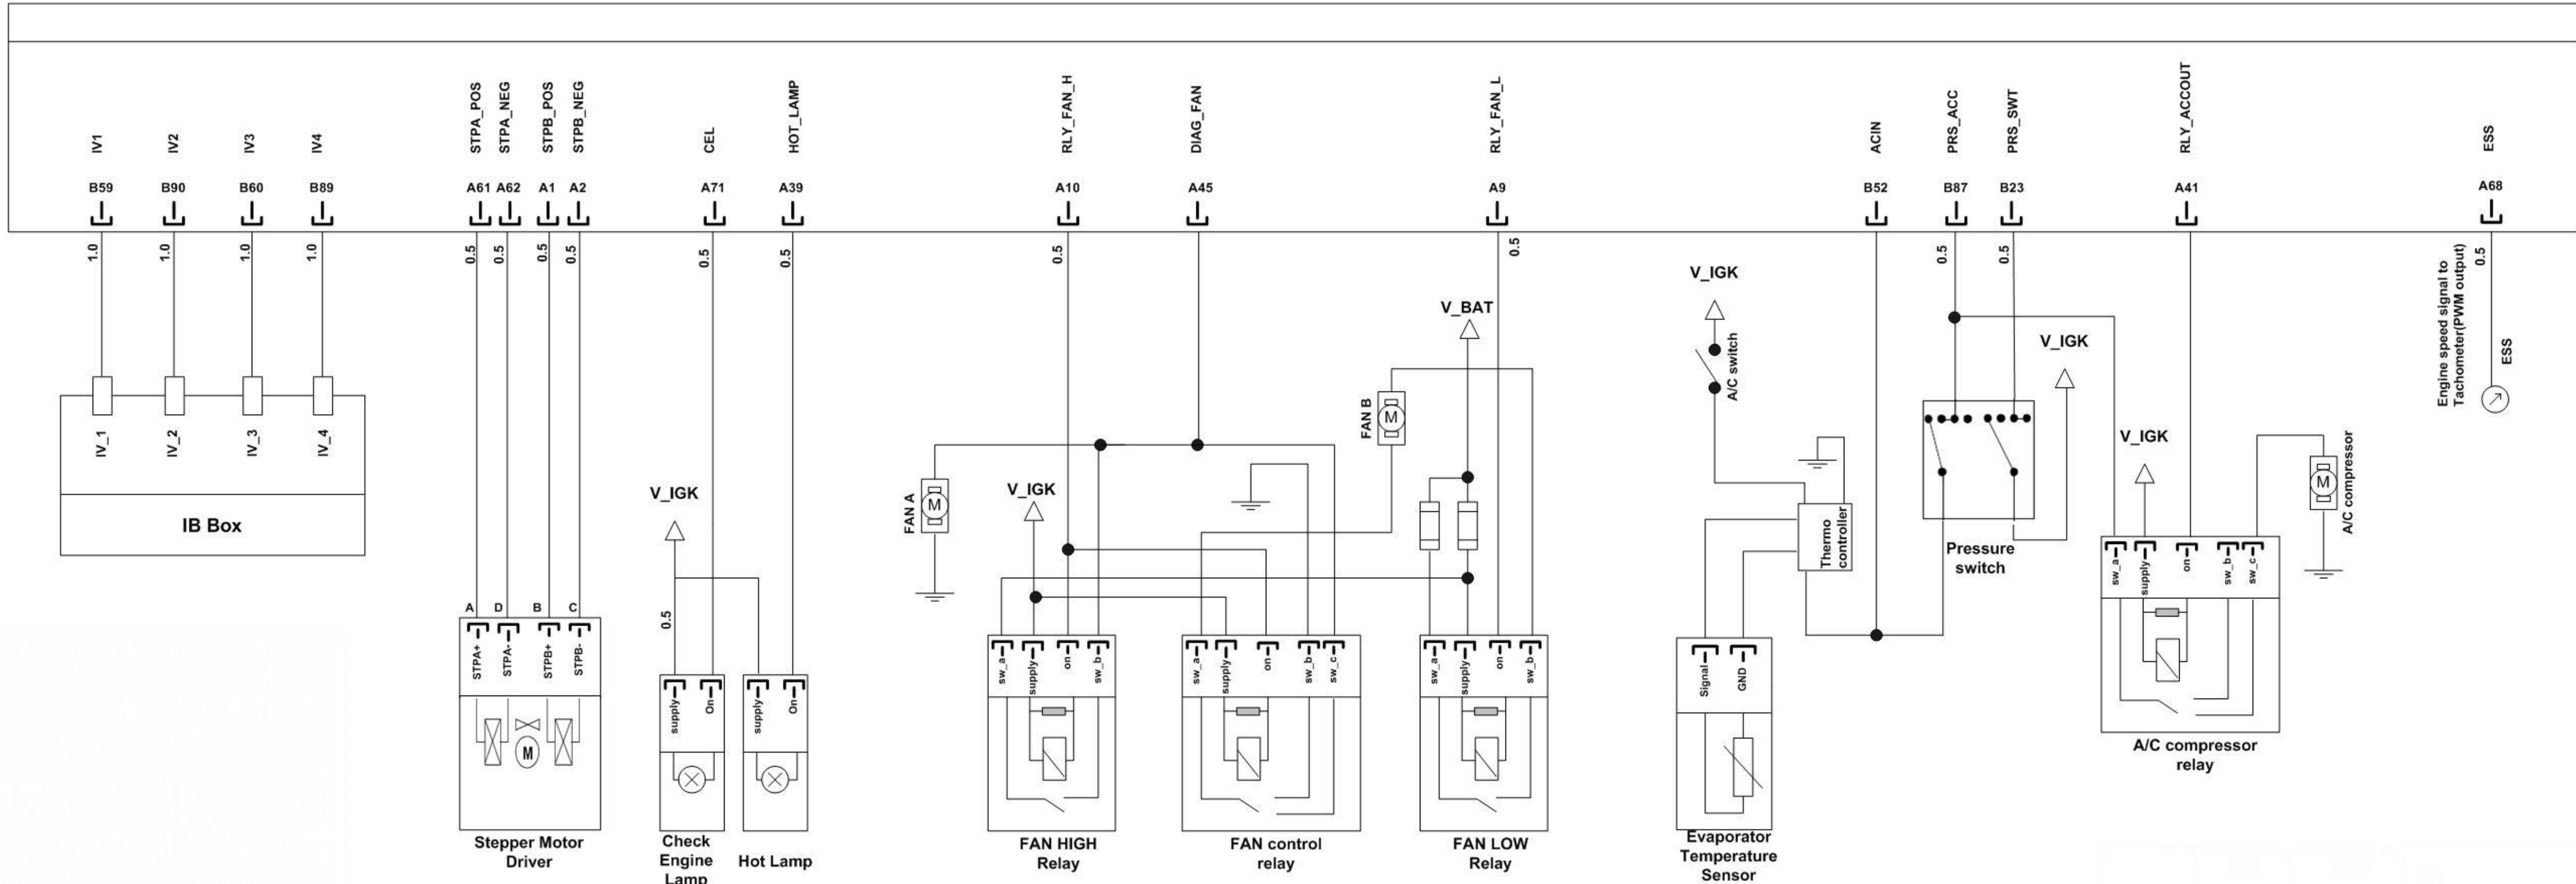 IV1
IV2
IV3
IV4
STPA_POS
STPA_NEG
STPB_POS
STPB_NEG
CEL
HOT_LAMP
RLY_FAN_H
DIAG_FAN
RLY_FAN_L
ACIN
PRS_ACC
PRS_SWT
RLY_ACCOUT
ESS
B59
B90
B60
B89
A61
A62
A1
A2
A71
A39
A10
A45
A9
B52
B87
B23
A41
A68
1.0
1.0
1.0
1.0
0.5
0.5
0.5
0.5
0.5
0.5
0.5
0.5
0.5
0.5
0.5
Engine speed signal to
Tachometer(PWM output)
ESS
V_IGK
A/C switch
V_BAT
V_IGK
FAN B
IV_1
IV_2
IV_3
IV_4
IB Box
V_IGK
FAN A
M
V_IGK
M
V_IGK
M
A/C compressor
Thermo
controller
Pressure
switch
0.5
A
D
B
C
STPA+
STPA-
STPB+
STPB-
M
Stepper Motor
Driver
supply
On
Check
Engine
Lamp
supply
On
Hot Lamp
sw_a
supply
on
sw_b
FAN HIGH
Relay
sw_a
supply
on
sw_b
sw_c
FAN control
relay
sw_a
supply
on
sw_b
FAN LOW
Relay
Signal
GND
Evaporator
Temperature
Sensor
sw_a
supply
on
sw_b
sw_c
A/C compressor
relay